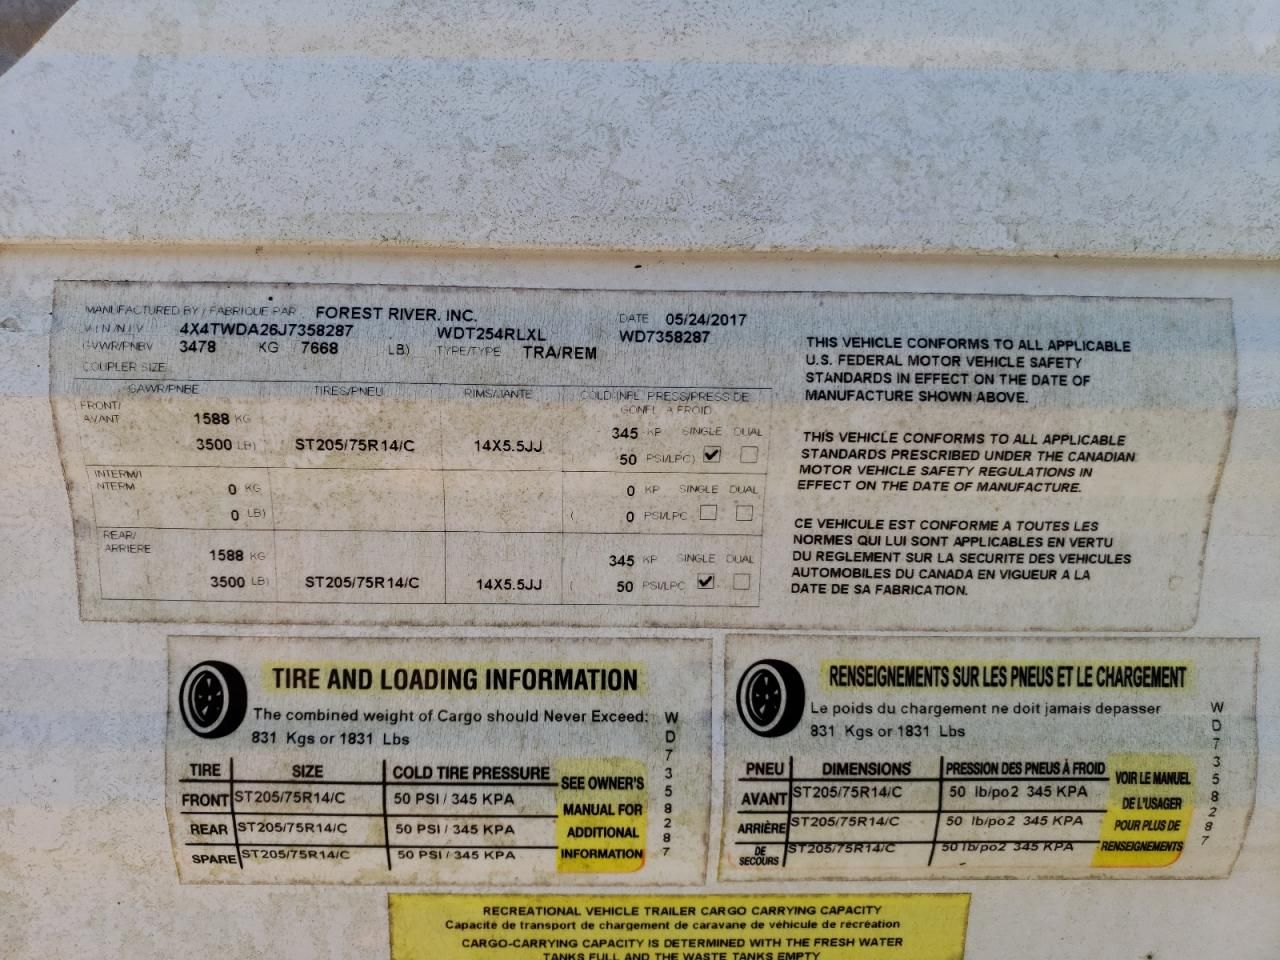 MANUFACTURED BY / FABRIQUE PAR FOREST RIVER, INC. DATE 05/24/2017
V.I.N/N.I.V 4X4TWDA26J7358287 WDT254RLXL WD7358287
GVWR/PNBV 3478 KG 7668 LB) TYPE/TYPE TRA/REM
COUPLER SIZE
GAWR/PNBE TIRES/PNEU RIMS/JANTE COLD INFL. PRESS/PRESS DE
GONFL A FROID
FRONT/
AVANT 1588 KG 345 KP SINGLE DUAL
3500 LB) ST205/75R14/C 14X5.5JJ 50 PSI/LPC)
INTERM/I
NTERM 0 KG 0 KP SINGLE DUAL
( 0 LB) ( 0 PSI/LPC
REAR/
ARRIERE 1588 KG 345 KP SINGLE DUAL
( 3500 LB) ST205/75R14/C 14X5.5JJ ( 50 PSI/LPC
THIS VEHICLE CONFORMS TO ALL APPLICABLE
U.S. FEDERAL MOTOR VEHICLE SAFETY
STANDARDS IN EFFECT ON THE DATE OF
MANUFACTURE SHOWN ABOVE.
THIS VEHICLE CONFORMS TO ALL APPLICABLE
STANDARDS PRESCRIBED UNDER THE CANADIAN
MOTOR VEHICLE SAFETY REGULATIONS IN
EFFECT ON THE DATE OF MANUFACTURE.
CE VEHICULE EST CONFORME A TOUTES LES
NORMES QUI LUI SONT APPLICABLES EN VERTU
DU REGLEMENT SUR LA SECURITE DES VEHICULES
AUTOMOBILES DU CANADA EN VIGUEUR A LA
DATE DE SA FABRICATION.
TIRE AND LOADING INFORMATION
The combined weight of Cargo should Never Exceed:
831 Kgs or 1831 Lbs
TIRE SIZE COLD TIRE PRESSURE
FRONT ST205/75R14/C 50 PSI / 345 KPA
REAR ST205/75R14/C 50 PSI / 345 KPA
SPARE ST205/75R14/C 50 PSI / 345 KPA
SEE OWNER'S
MANUAL FOR
ADDITIONAL
INFORMATION
WD7358287
RENSEIGNEMENTS SUR LES PNEUS ET LE CHARGEMENT
Le poids du chargement ne doit jamais depasser
831 Kgs or 1831 Lbs
PNEU DIMENSIONS PRESSION DES PNEUS À FROID
AVANT ST205/75R14/C 50 lb/po2 345 KPA
ARRIÈRE ST205/75R14/C 50 lb/po2 345 KPA
DE
SECOURS ST205/75R14/C 50 lb/po2 345 KPA
VOIR LE MANUEL
DE L'USAGER
POUR PLUS DE
RENSEIGNEMENTS
WD7358287
RECREATIONAL VEHICLE TRAILER CARGO CARRYING CAPACITY
Capacité de transport de chargement de caravane de véhicule de récréation
CARGO-CARRYING CAPACITY IS DETERMINED WITH THE FRESH WATER
TANKS FULL AND THE WASTE TANKS EMPTY